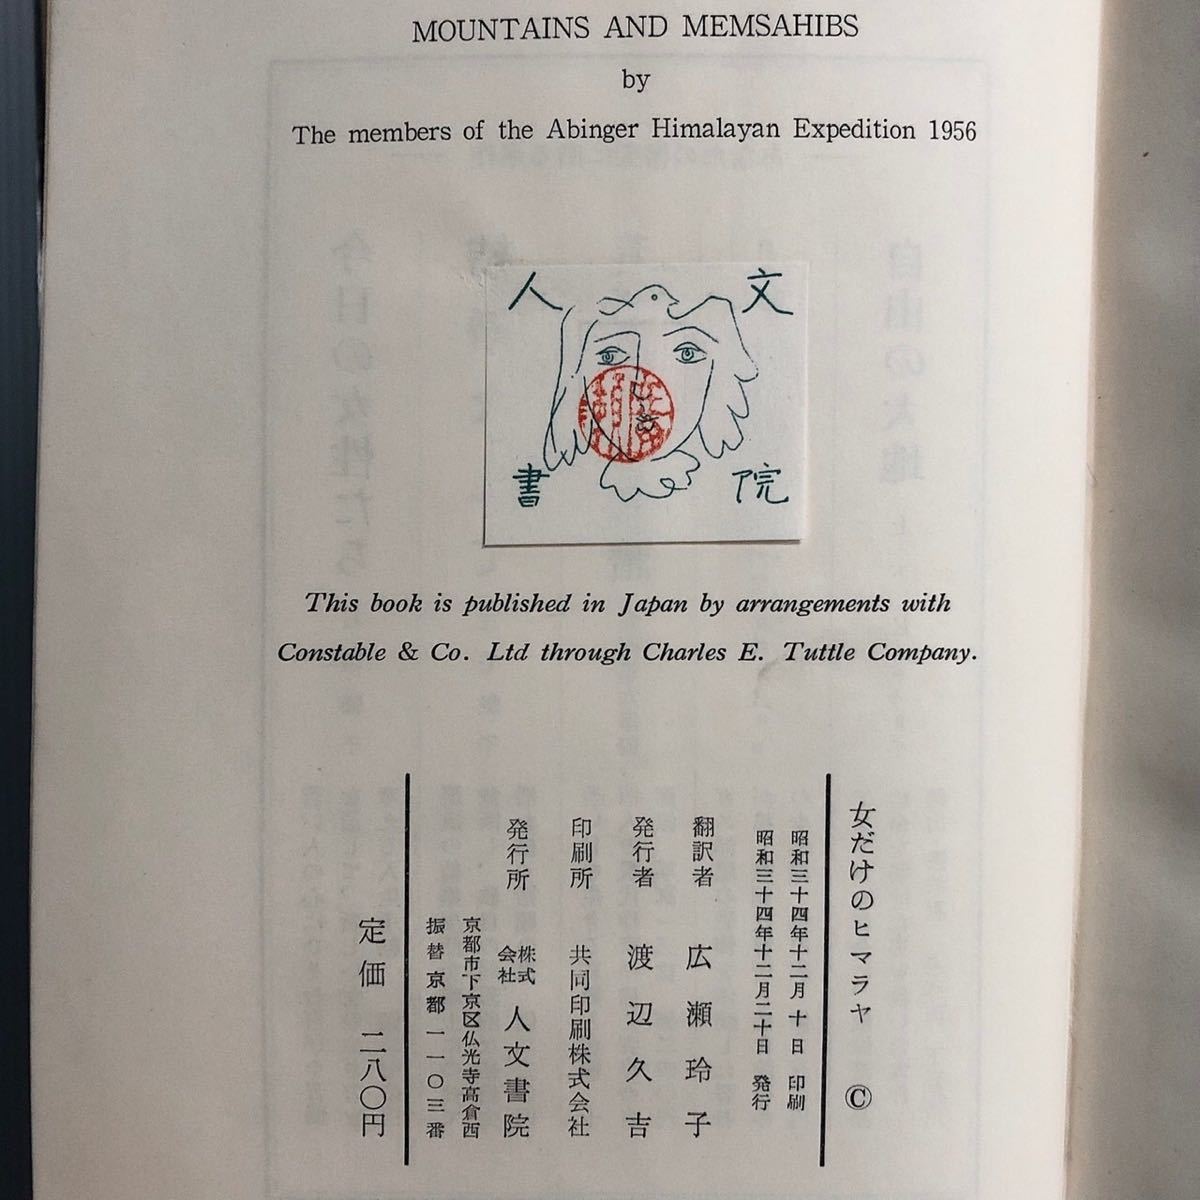 MOUNTAINS AND MEMSAHIBS
by
The members of the Abinger Himalayan Expedition 1956
人文
書院
This book is published in Japan by arrangements with
Constable & Co. Ltd through Charles E. Tuttle Company.
女だけのヒマラヤ ©
昭和三十四年十二月十日 印刷
昭和三十四年十二月二十日 発行
翻訳者 広瀬玲子
発行者 渡辺久吉
印刷所 共同印刷株式会社
発行所 株式会社 人文書院
京都市下京区仏光寺高倉西
振替京都一一〇三番
定価 二八〇円